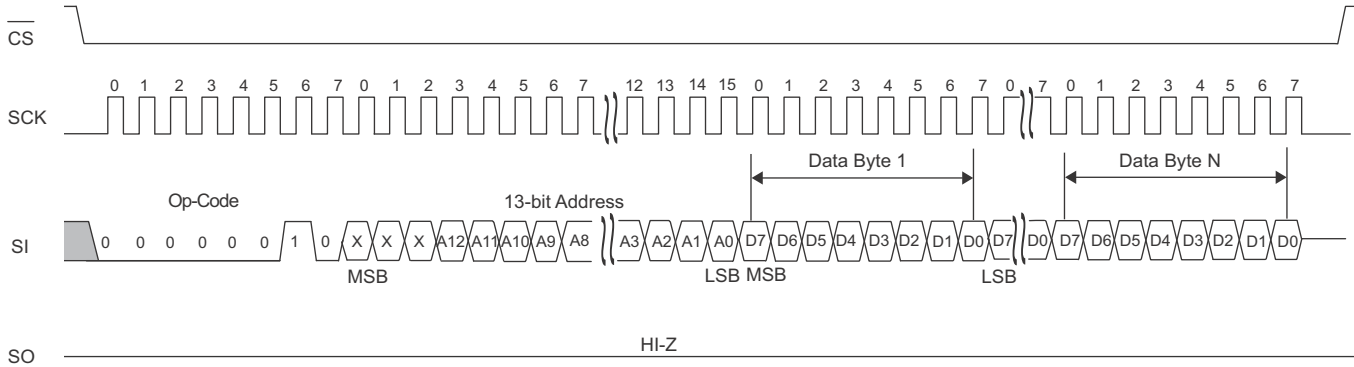 CS
0 1 2 3 4 5 6 7 0 1 2 3 4 5 6 7 12 13 14 15 0 1 2 3 4 5 6 7 0 7 0 1 2 3 4 5 6 7
SCK
Data Byte 1 Data Byte N
Op-Code 13-bit Address
SI 0 0 0 0 0 0 1 0 X X X A12 A11 A10 A9 A8 A3 A2 A1 A0 D7 D6 D5 D4 D3 D2 D1 D0 D7 D0 D7 D6 D5 D4 D3 D2 D1 D0
MSB LSB MSB LSB
HI-Z
SO